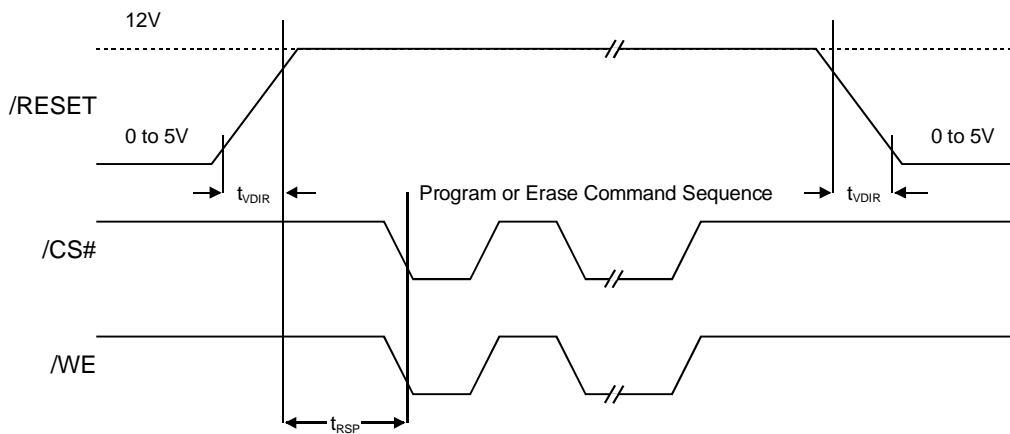 12V
/RESET
0 to 5V
0 to 5V
tVDIR
Program or Erase Command Sequence
tVDIR
/CS#
/WE
tRSP